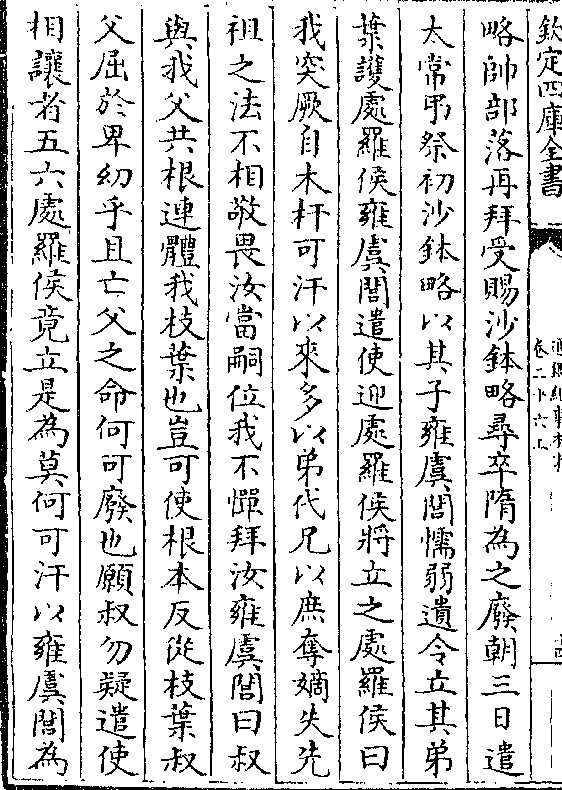 欽定四庫全書
卷二十六上
略帥部落再拜受賜沙鉢略尋卒隋為之廢朝三日遣
太常弔祭初沙鉢略以其子雍虞閭懦弱遺令立其弟
葉護處羅侯雍虞閭遣使迎處羅侯將立之處羅侯曰
我突厥自木杆可汗以來多以弟代兄以庶奪嫡失先
祖之法不相敬畏汝當嗣位我不憚拜汝雍虞閭曰叔
與我父共根連體我枝葉也豈可使根本反從枝葉叔
父屈於卑幼乎且亡父之命何可廢也願叔勿疑遣使
相讓者五六處羅侯竟立是為莫何可汗以雍虞閭為